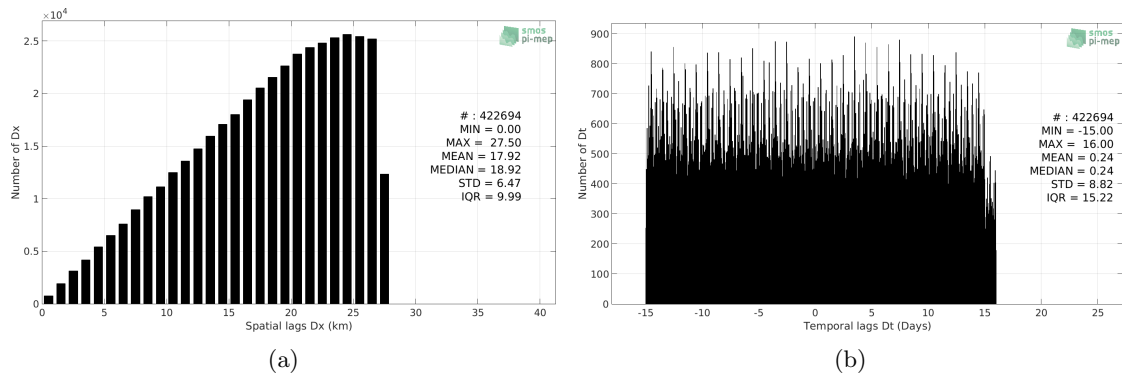 ×10⁴
2.5
2
1.5
1
0.5
0
Number of Dx
smos
pi-mep
# : 422694
MIN = 0.00
MAX = 27.50
MEAN = 17.92
MEDIAN = 18.92
STD = 6.47
IQR = 9.99
0 5 10 15 20 25 30 35 40
Spatial lags Dx (km)
(a)
900
800
700
600
500
400
300
200
100
0
Number of Dt
smos
pi-mep
# : 422694
MIN = -15.00
MAX = 16.00
MEAN = 0.24
MEDIAN = 0.24
STD = 8.82
IQR = 15.22
-15 -10 -5 0 5 10 15 20 25
Temporal lags Dt (Days)
(b)